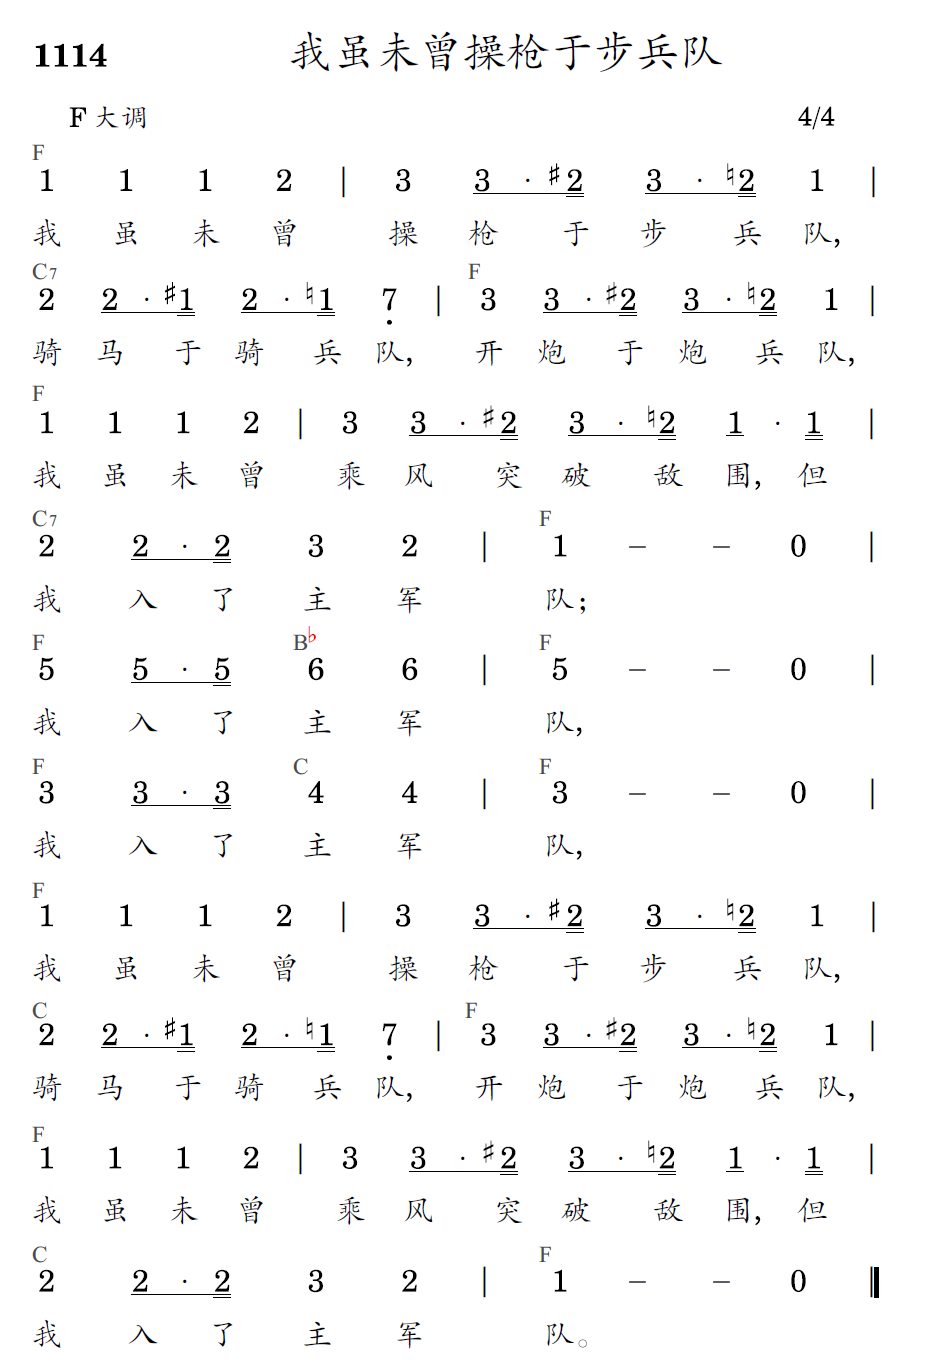 1114 我虽未曾操枪于步兵队
F 大调 4/4
F
1 1 1 2 | 3 3 · ♯2 3 · ♮2 1 |
我 虽 未 曾 操 枪 于 步 兵 队,
C7 F
2 2 · ♯1 2 · ♮1 7̣ | 3 3 · ♯2 3 · ♮2 1 |
骑 马 于 骑 兵 队, 开 炮 于 炮 兵 队,
F
1 1 1 2 | 3 3 · ♯2 3 · ♮2 1 · 1 |
我 虽 未 曾 乘 风 突 破 敌 围, 但
C7 F
2 2 · 2 3 2 | 1 – – 0 |
我 入 了 主 军 队;
F B♭ F
5 5 · 5 6 6 | 5 – – 0 |
我 入 了 主 军 队,
F C F
3 3 · 3 4 4 | 3 – – 0 |
我 入 了 主 军 队,
F
1 1 1 2 | 3 3 · ♯2 3 · ♮2 1 |
我 虽 未 曾 操 枪 于 步 兵 队,
C F
2 2 · ♯1 2 · ♮1 7̣ | 3 3 · ♯2 3 · ♮2 1 |
骑 马 于 骑 兵 队, 开 炮 于 炮 兵 队,
F
1 1 1 2 | 3 3 · ♯2 3 · ♮2 1 · 1 |
我 虽 未 曾 乘 风 突 破 敌 围, 但
C F
2 2 · 2 3 2 | 1 – – 0 ‖
我 入 了 主 军 队。